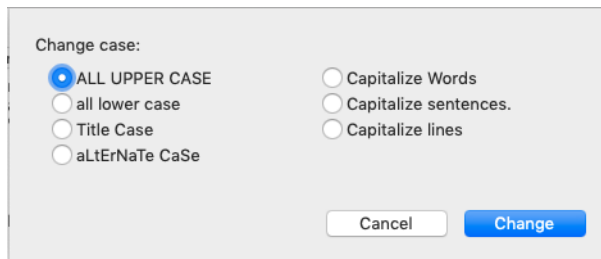 Change case:
ALL UPPER CASE
all lower case
Title Case
aLtErNaTe CaSe
Capitalize Words
Capitalize sentences.
Capitalize lines
Cancel
Change